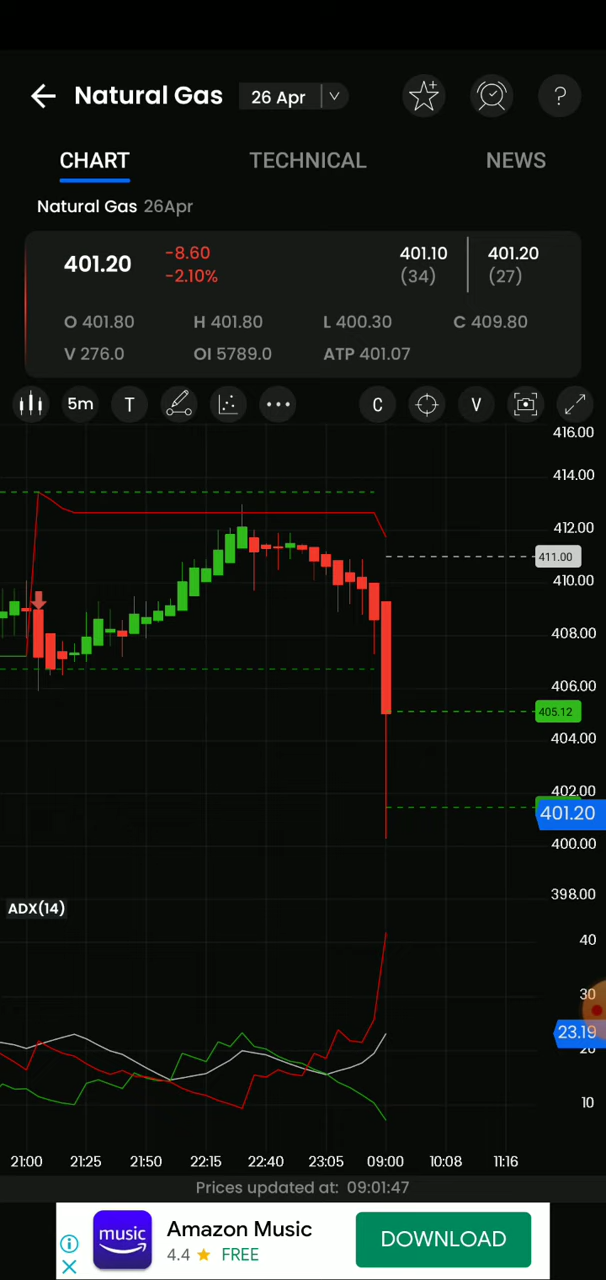 Natural Gas 26 Apr ?
CHART TECHNICAL NEWS
Natural Gas 26Apr
401.20 -8.60 401.10 401.20
-2.10% (34) (27)
O 401.80 H 401.80 L 400.30 C 409.80
V 276.0 OI 5789.0 ATP 401.07
5m T C V
416.00
414.00
412.00
411.00
410.00
408.00
406.00
405.12
404.00
402.00
401.20
400.00
398.00
ADX(14)
40
30
23.19
20
10
21:00 21:25 21:50 22:15 22:40 23:05 09:00 10:08 11:16
Prices updated at: 09:01:47
music Amazon Music DOWNLOAD
4.4 FREE